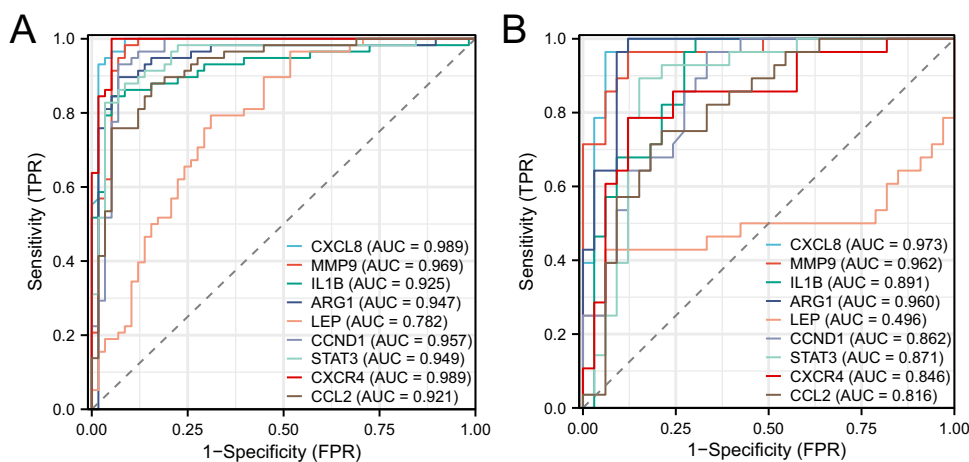 A
Sensitivity (TPR)
1.0
0.8
0.6
0.4
0.2
0.0
CXCL8 (AUC = 0.989)
MMP9 (AUC = 0.969)
IL1B (AUC = 0.925)
ARG1 (AUC = 0.947)
LEP (AUC = 0.782)
CCND1 (AUC = 0.957)
STAT3 (AUC = 0.949)
CXCR4 (AUC = 0.989)
CCL2 (AUC = 0.921)
0.00 0.25 0.50 0.75 1.00
1-Specificity (FPR)
B
Sensitivity (TPR)
1.0
0.8
0.6
0.4
0.2
0.0
CXCL8 (AUC = 0.973)
MMP9 (AUC = 0.962)
IL1B (AUC = 0.891)
ARG1 (AUC = 0.960)
LEP (AUC = 0.496)
CCND1 (AUC = 0.862)
STAT3 (AUC = 0.871)
CXCR4 (AUC = 0.846)
CCL2 (AUC = 0.816)
0.00 0.25 0.50 0.75 1.00
1-Specificity (FPR)